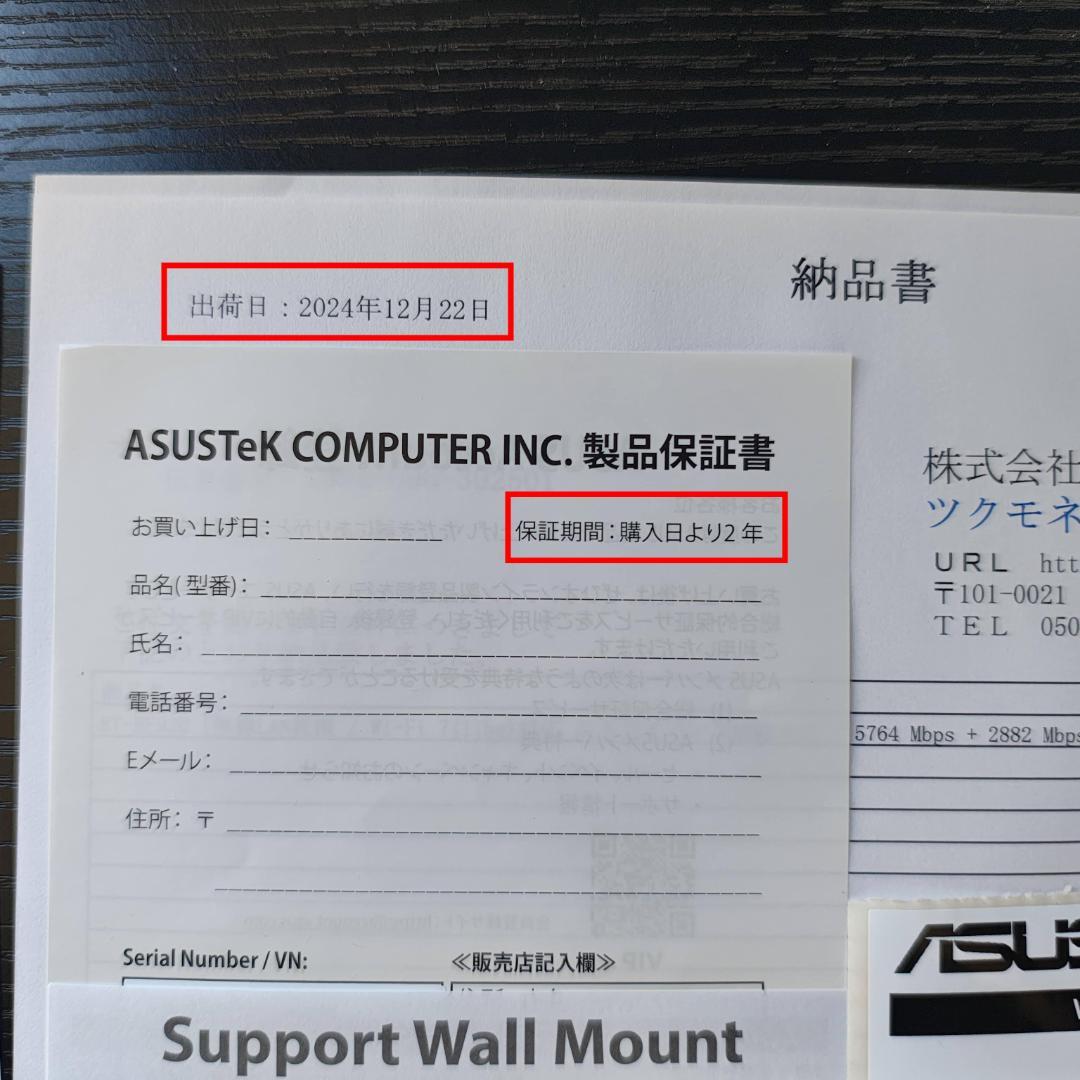 納品書
出荷日：2024年12月22日
ASUSTeK COMPUTER INC. 製品保証書
お買い上げ日：
保証期間：購入日より2 年
品名( 型番)：
氏名：
電話番号：
Eメール：
住所： 〒
Serial Number / VN:
≪販売店記入欄≫
株式会社
ツクモネ
URL htt
〒101-0021
TEL 050
5764 Mbps + 2882 Mbps
ASUS
Support Wall Mount